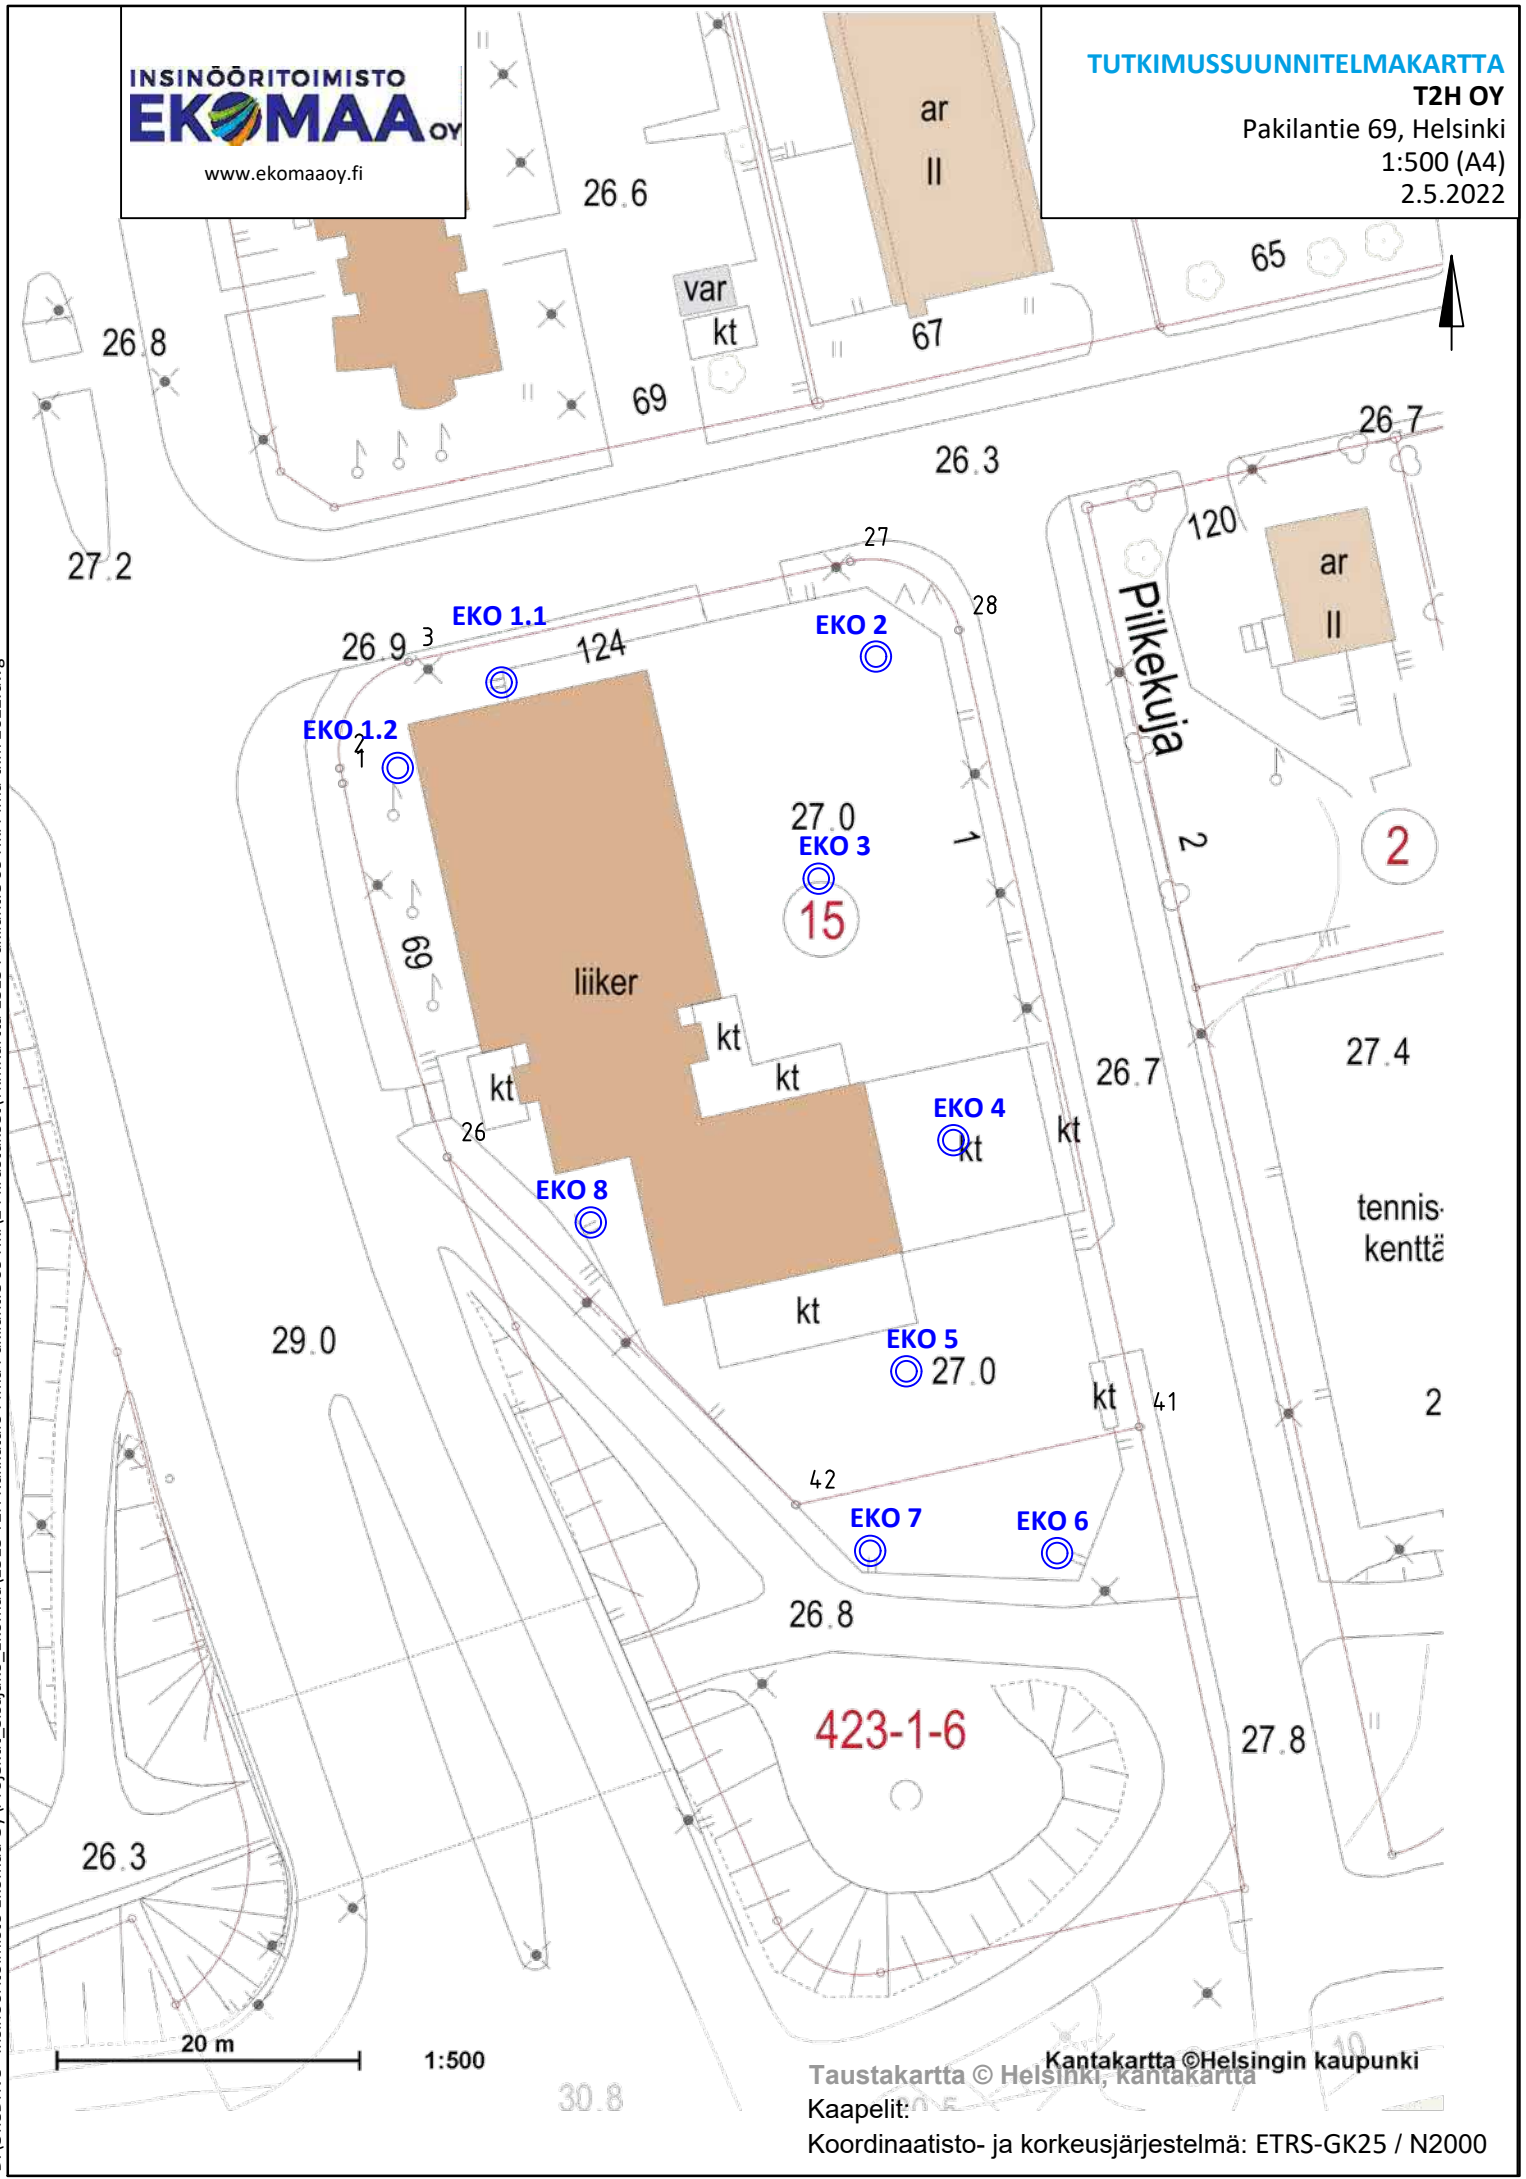 INSINÖÖRITOIMISTO
EKOMAA OY
www.ekomaaoy.fi
TUTKIMUSSUUNNITELMAKARTTA
T2H OY
Pakilantie 69, Helsinki
1:500 (A4)
2.5.2022
ar
II
26.6
65
var
kt
67
26.8
69
26.7
26.3
120
27.2
ar
II
27
28
EKO 1.1
EKO 2
26.9
3
124
Pikekuja
EKO 1.2
2
1
27.0
EKO 3
1
2
2
15
69
liiker
kt
kt
kt
27.4
26.7
EKO 4
kt
kt
26
EKO 8
tennis-
kenttä
kt
29.0
EKO 5
27.0
kt
41
2
42
EKO 7
EKO 6
26.8
423-1-6
27.8
26.3
20 m
1:500
10
30.8
Kantakartta ©Helsingin kaupunki
Taustakartta © Helsinki, kantakartta
Kaapelit:
30.5
Koordinaatisto- ja korkeusjärjestelmä: ETRS-GK25 / N2000